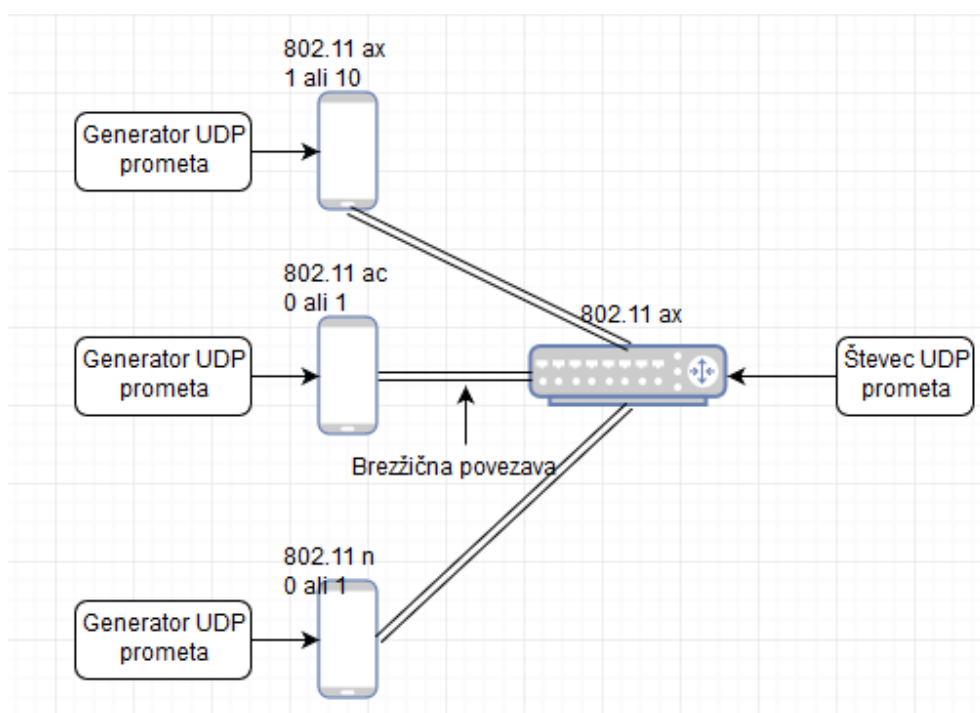 802.11 ax
1 ali 10
Generator UDP
prometa
802.11 ac
0 ali 1
Generator UDP
prometa
802.11 ax
Števec UDP
prometa
Brezžična povezava
802.11 n
0 ali 1
Generator UDP
prometa